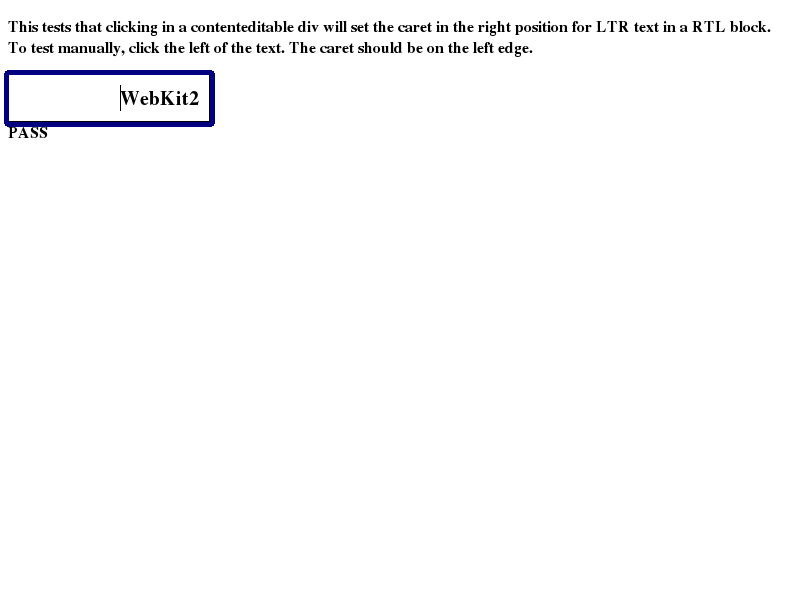 This tests that clicking in a contenteditable div will set the caret in the right position for LTR text in a RTL block.
To test manually, click the left of the text. The caret should be on the left edge.
WebKit2
PASS